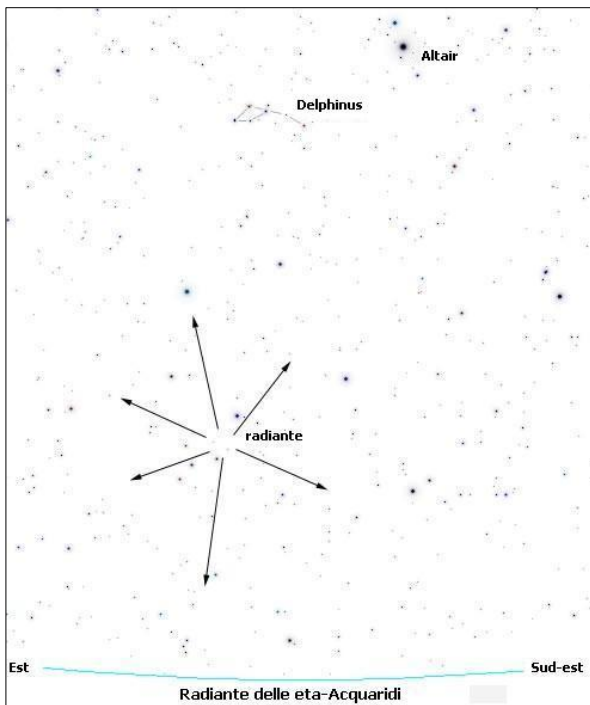 Altair
Delphinus
radiante
Est
Sud-est
Radiante delle eta-Acquaridi